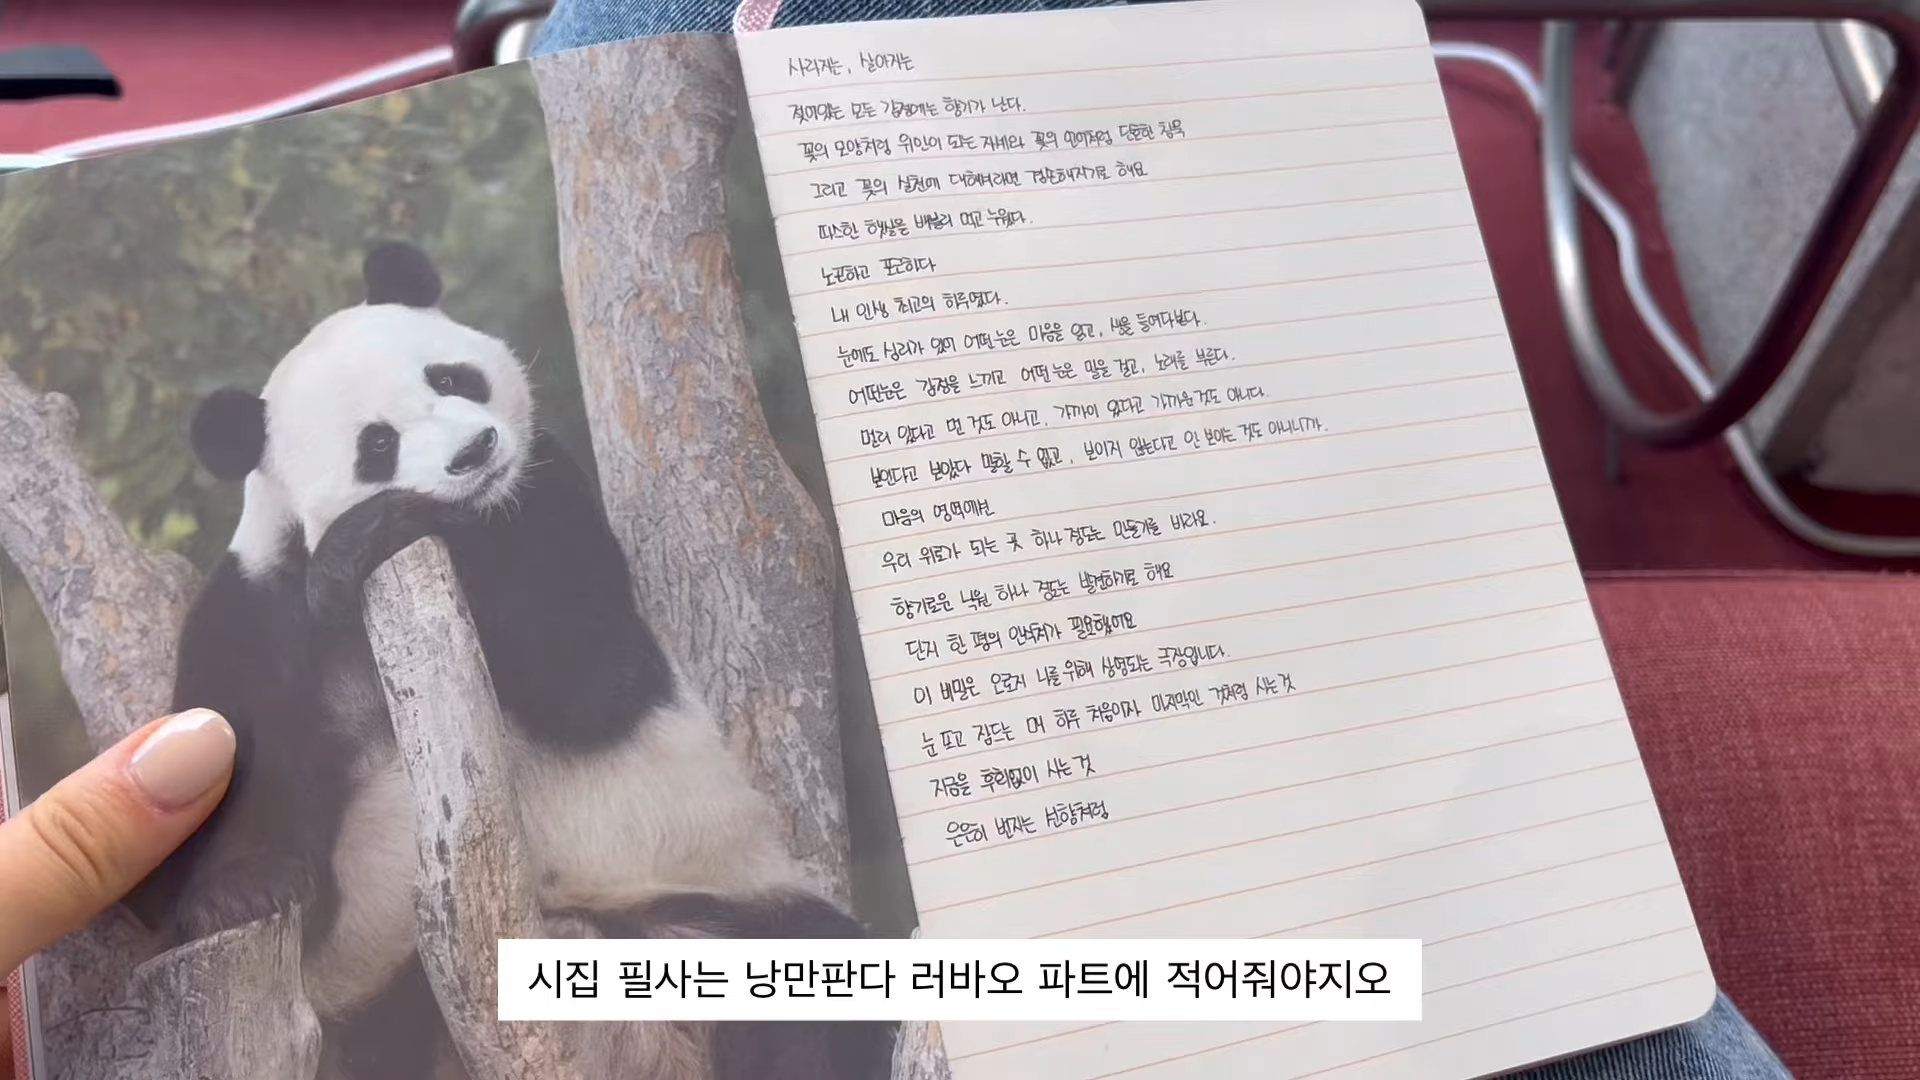 사라지는, 살아지는
젖어있는 모든 감정에는 향기가 난다.
꽃의 모양처럼 위안이 되는 자세와 꽃의 언어처럼 단순한 침묵
그리고 꽃의 실천에 대해서라면 겸손해지기로 해요
따스한 햇살을 배불리 먹고 누웠다.
노곤하고 포근하다
내 인생 최고의 하루였다.
눈에도 심리가 있어 어떤 눈은 마음을 읽고, 생을 들여다본다.
어떤 눈은 감정을 느끼고 어떤 눈은 말을 걸고, 노래를 부른다.
멀리 있다고 먼 것도 아니고, 가까이 있다고 가까운 것도 아니다.
보인다고 보았다 말할 수 없고, 보이지 않는다고 안 보이는 것도 아니니까.
마음의 영역에선
우리 위로가 되는 곳 하나 정도는 만들기를 바라요.
향기로운 낙원 하나 정도는 발견하기로 해요
단지 한 평의 안식처가 필요했어요
이 비밀은 오로지 너를 위해 상영되는 극장입니다.
눈 뜨고 잠드는 매 하루 처음이자 마지막인 것처럼 사는 것
지금을 후회없이 사는 것
은은히 번지는 잔향처럼
시집 필사는 낭만판다 러바오 파트에 적어줘야지오